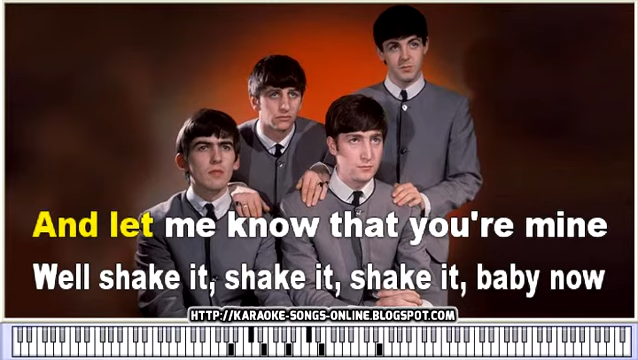 And let me know that you're mine
Well shake it, shake it, shake it, baby now
HTTP://KARAOKE-SONGS-ONLINE.BLOGSPOT.COM